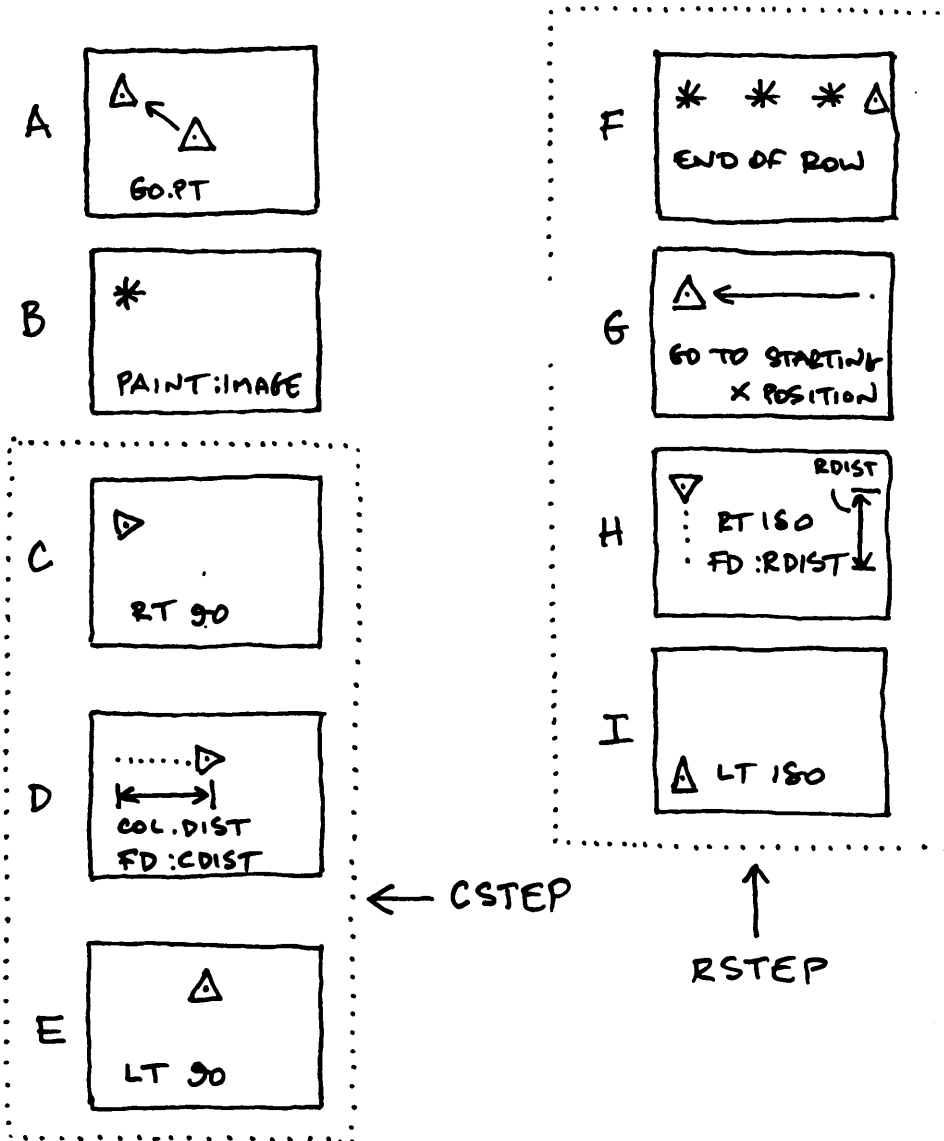 A
GO.PT
B
PAINT:IMAGE
C
RT 90
D
COL.DIST
FD :CDIST
E
LT 90
← CSTEP
F
END OF ROW
G
GO TO STARTING
X POSITION
H
RDIST
RT 180
FD :RDIST
I
LT 180
RSTEP